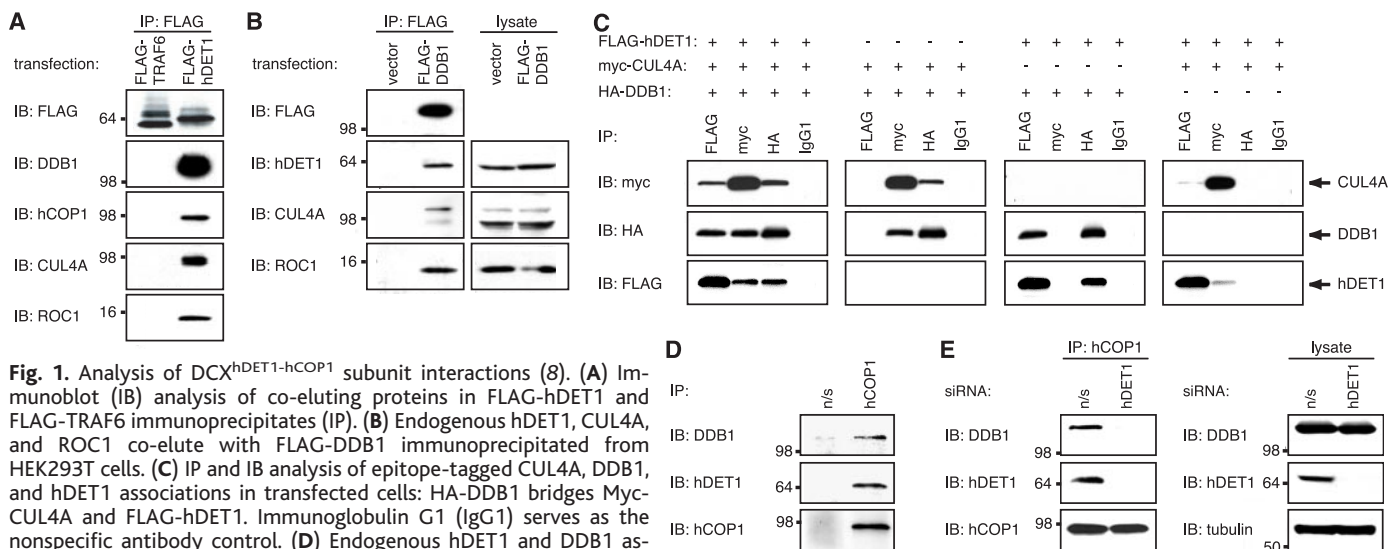 A
IP: FLAG
transfection:
FLAG-TRAF6
FLAG-hDET1
IB: FLAG
64
IB: DDB1
98
IB: hCOP1
98
IB: CUL4A
98
IB: ROC1
16
B
IP: FLAG
lysate
transfection:
vector
FLAG-DDB1
vector
FLAG-DDB1
IB: FLAG
98
IB: hDET1
64
IB: CUL4A
98
IB: ROC1
16
C
FLAG-hDET1: + + + + - - - - + + + + + + + +
myc-CUL4A: + + + + + + + + - - - - + + + +
HA-DDB1: + + + + + + + + + + + + - - - -
IP: FLAG myc HA IgG1 FLAG myc HA IgG1 FLAG myc HA IgG1 FLAG myc HA IgG1
IB: myc
CUL4A
IB: HA
DDB1
IB: FLAG
hDET1
Fig. 1. Analysis of DCXhDET1-hCOP1 subunit interactions (8). (A) Im-
munoblot (IB) analysis of co-eluting proteins in FLAG-hDET1 and
FLAG-TRAF6 immunoprecipitates (IP). (B) Endogenous hDET1, CUL4A,
and ROC1 co-elute with FLAG-DDB1 immunoprecipitated from
HEK293T cells. (C) IP and IB analysis of epitope-tagged CUL4A, DDB1,
and hDET1 associations in transfected cells: HA-DDB1 bridges Myc-
CUL4A and FLAG-hDET1. Immunoglobulin G1 (IgG1) serves as the
nonspecific antibody control. (D) Endogenous hDET1 and DDB1 as-
D
IP:
n/s
hCOP1
IB: DDB1
98
IB: hDET1
64
IB: hCOP1
98
E
IP: hCOP1
siRNA:
n/s
hDET1
IB: DDB1
98
IB: hDET1
64
IB: hCOP1
98
lysate
siRNA:
n/s
hDET1
IB: DDB1
98
IB: hDET1
64
IB: tubulin
50